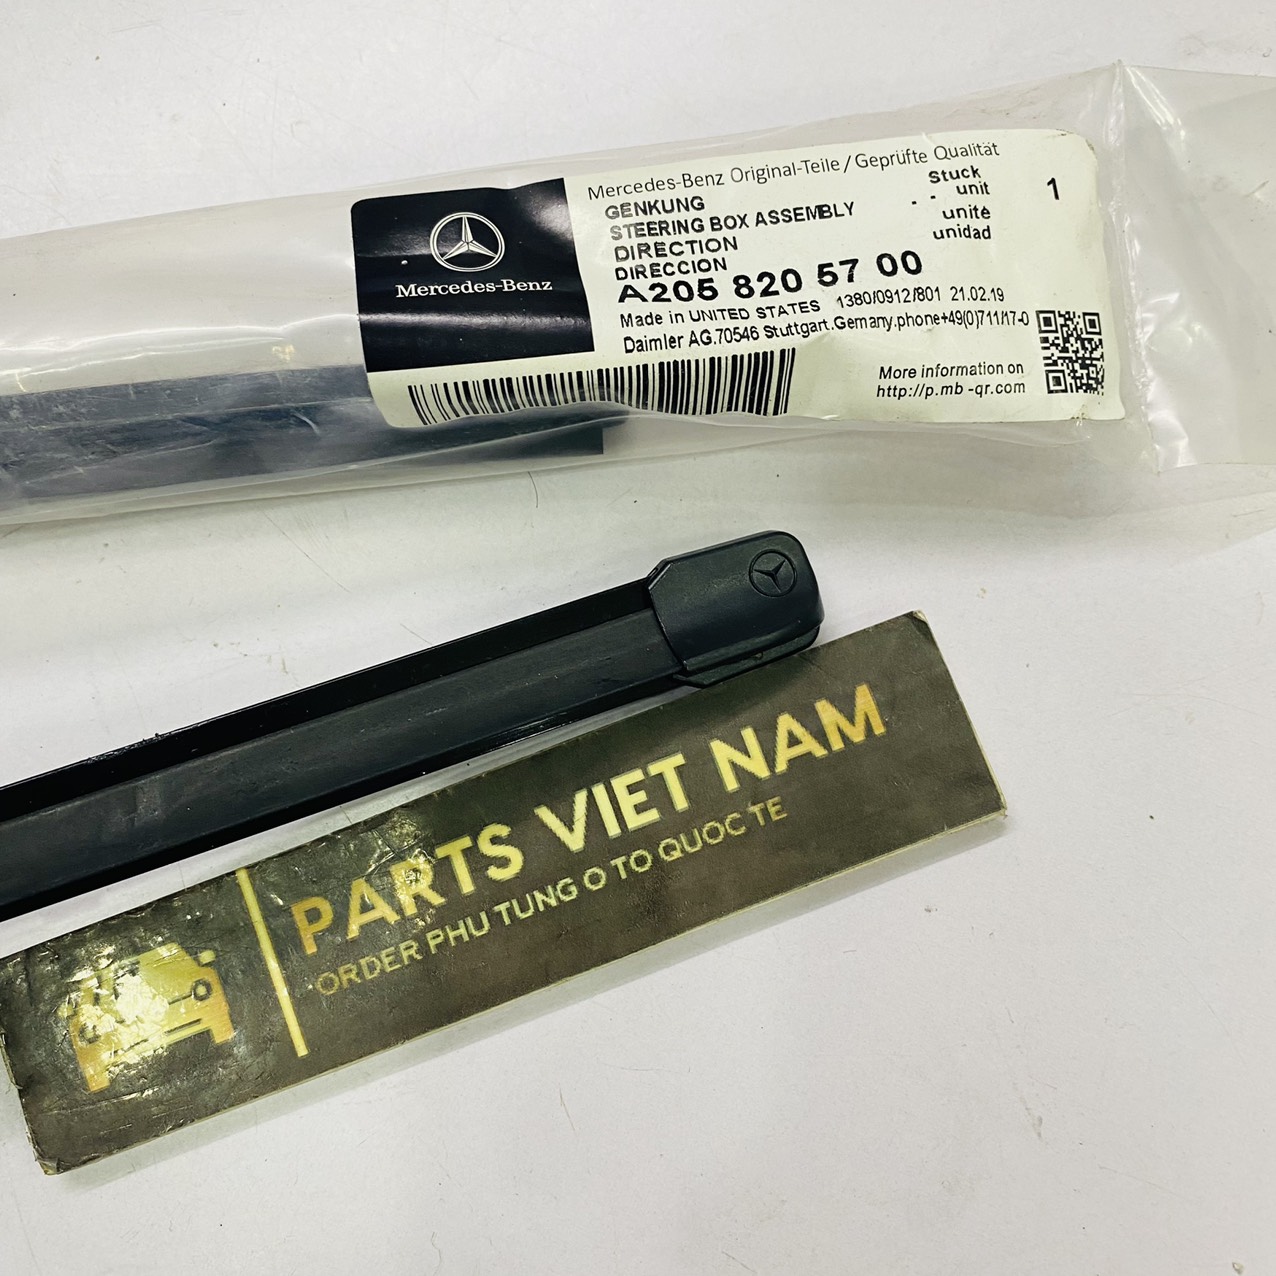 Mercedes-Benz Original-Teile / Geprüfte Qualität
GENKUNG
STEERING BOX ASSEMBLY
DIRECTION
DIRECCION
Stuck
unit
unité
unidad
1
A205 820 57 00
Made in UNITED STATES 1380/0912/801 21.02.19
Daimler AG.70546 Stuttgart.Gemany.phone+49(0)711/17-0
More information on
http://p.mb-qr.com
Mercedes-Benz
PARTS VIET NAM
ORDER PHU TUNG O TO QUOC TE